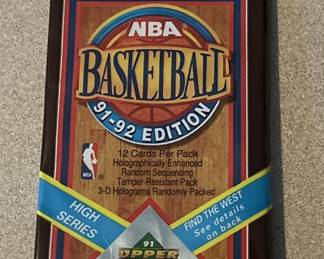 NBA
BASKETBALL
91-92 EDITION
12 Cards Per Pack
Holographically Enhanced
Random Sequencing
Tamper-Resistant Pack
3-D Holograms Randomly Packed
NBA
HIGH
SERIES
FIND THE WEST
See details
on back
91
UPPER